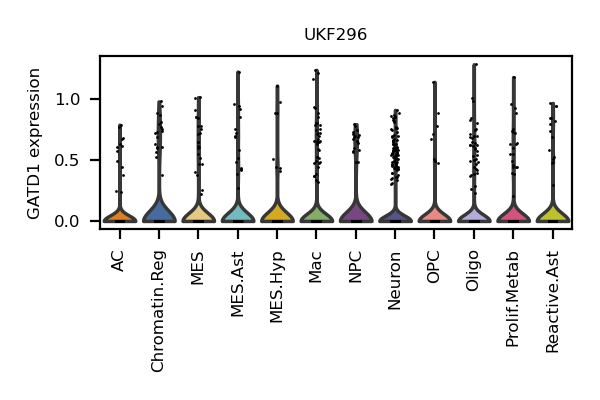 UKF296
GATD1 expression
1.0
0.5
0.0
AC
Chromatin.Reg
MES
MES.Ast
MES.Hyp
Mac
NPC
Neuron
OPC
Oligo
Prolif.Metab
Reactive.Ast